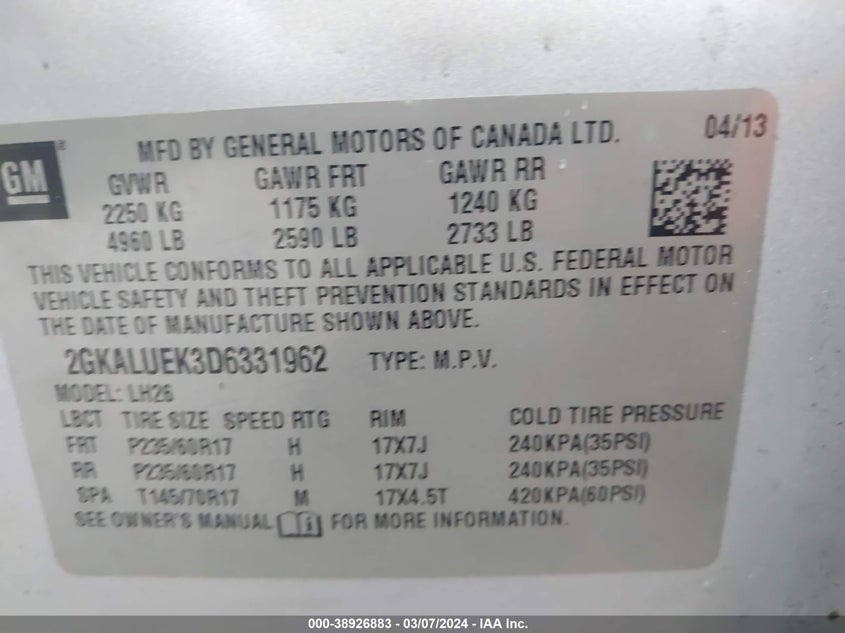 GM®
MFD BY GENERAL MOTORS OF CANADA LTD. 04/13
GVWR GAWR FRT GAWR RR
2250 KG 1175 KG 1240 KG
4960 LB 2590 LB 2733 LB
THIS VEHICLE CONFORMS TO ALL APPLICABLE U.S. FEDERAL MOTOR
VEHICLE SAFETY AND THEFT PREVENTION STANDARDS IN EFFECT ON
THE DATE OF MANUFACTURE SHOWN ABOVE.
2GKALUEK3D6331962 TYPE: M.P.V.
MODEL: LH26
LBCT TIRE SIZE SPEED RTG RIM COLD TIRE PRESSURE
FRT P235/60R17 H 17X7J 240KPA(35PSI)
RR P235/60R17 H 17X7J 240KPA(35PSI)
SPA T145/70R17 M 17X4.5T 420KPA(60PSI)
SEE OWNER'S MANUAL FOR MORE INFORMATION.
000-38926883 - 03/07/2024 - IAA Inc.